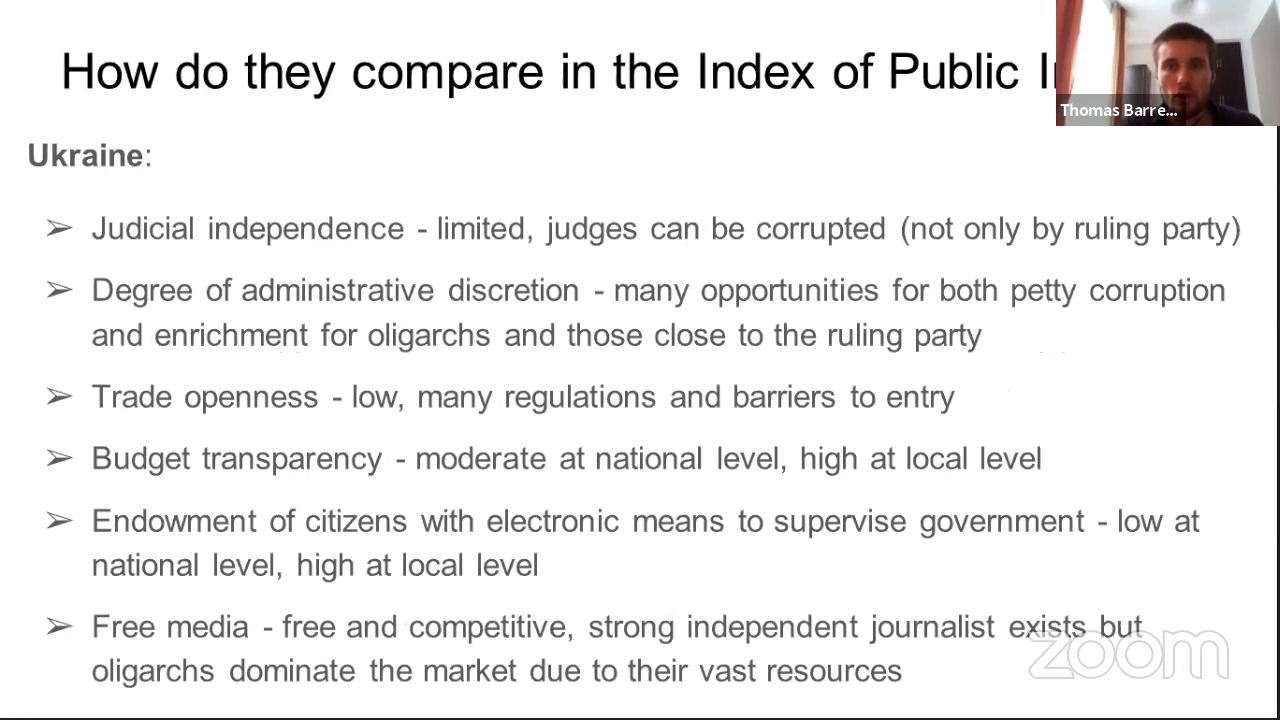 How do they compare in the Index of Public
Thomas Barre...
Ukraine:
➢ Judicial independence - limited, judges can be corrupted (not only by ruling party)
➢ Degree of administrative discretion - many opportunities for both petty corruption
and enrichment for oligarchs and those close to the ruling party
➢ Trade openness - low, many regulations and barriers to entry
➢ Budget transparency - moderate at national level, high at local level
➢ Endowment of citizens with electronic means to supervise government - low at
national level, high at local level
➢ Free media - free and competitive, strong independent journalist exists but
oligarchs dominate the market due to their vast resources
zoom